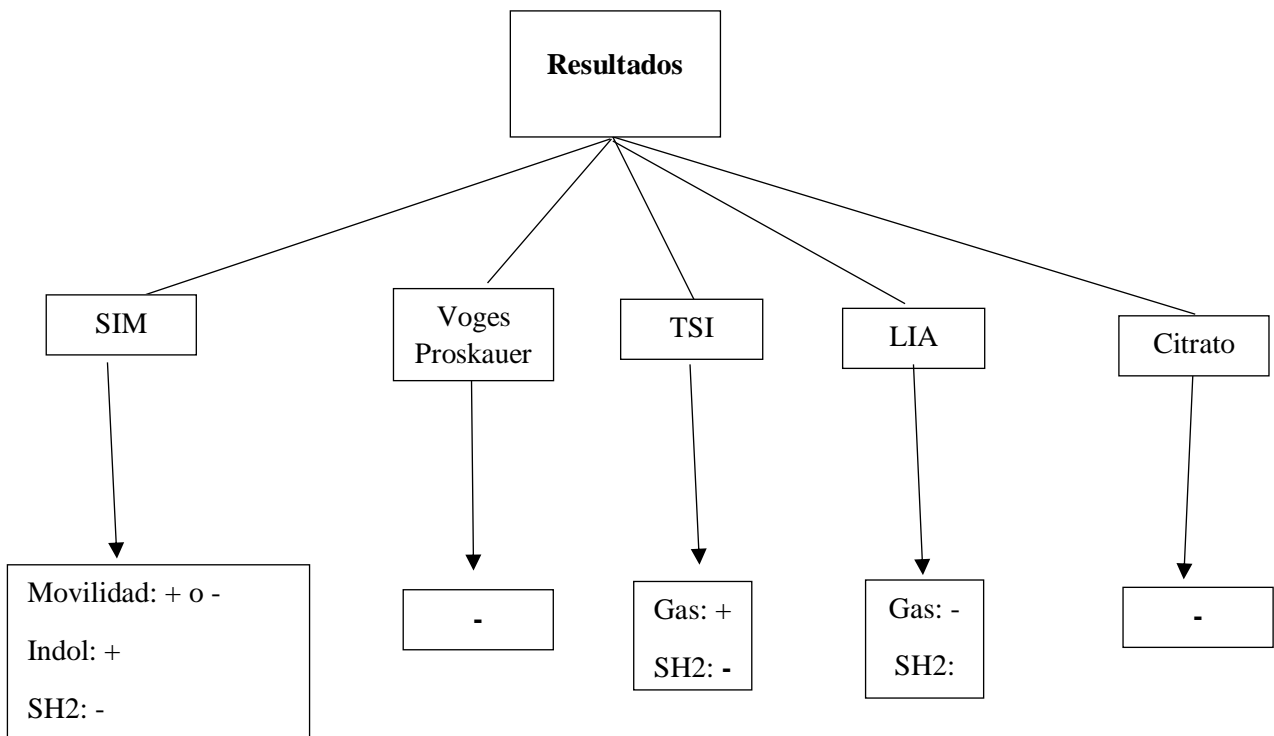 Resultados
SIM
Voges
Proskauer
TSI
LIA
Citrato
Movilidad: + o -
Indol: +
SH2: -
-
Gas: +
SH2: -
Gas: -
SH2:
-